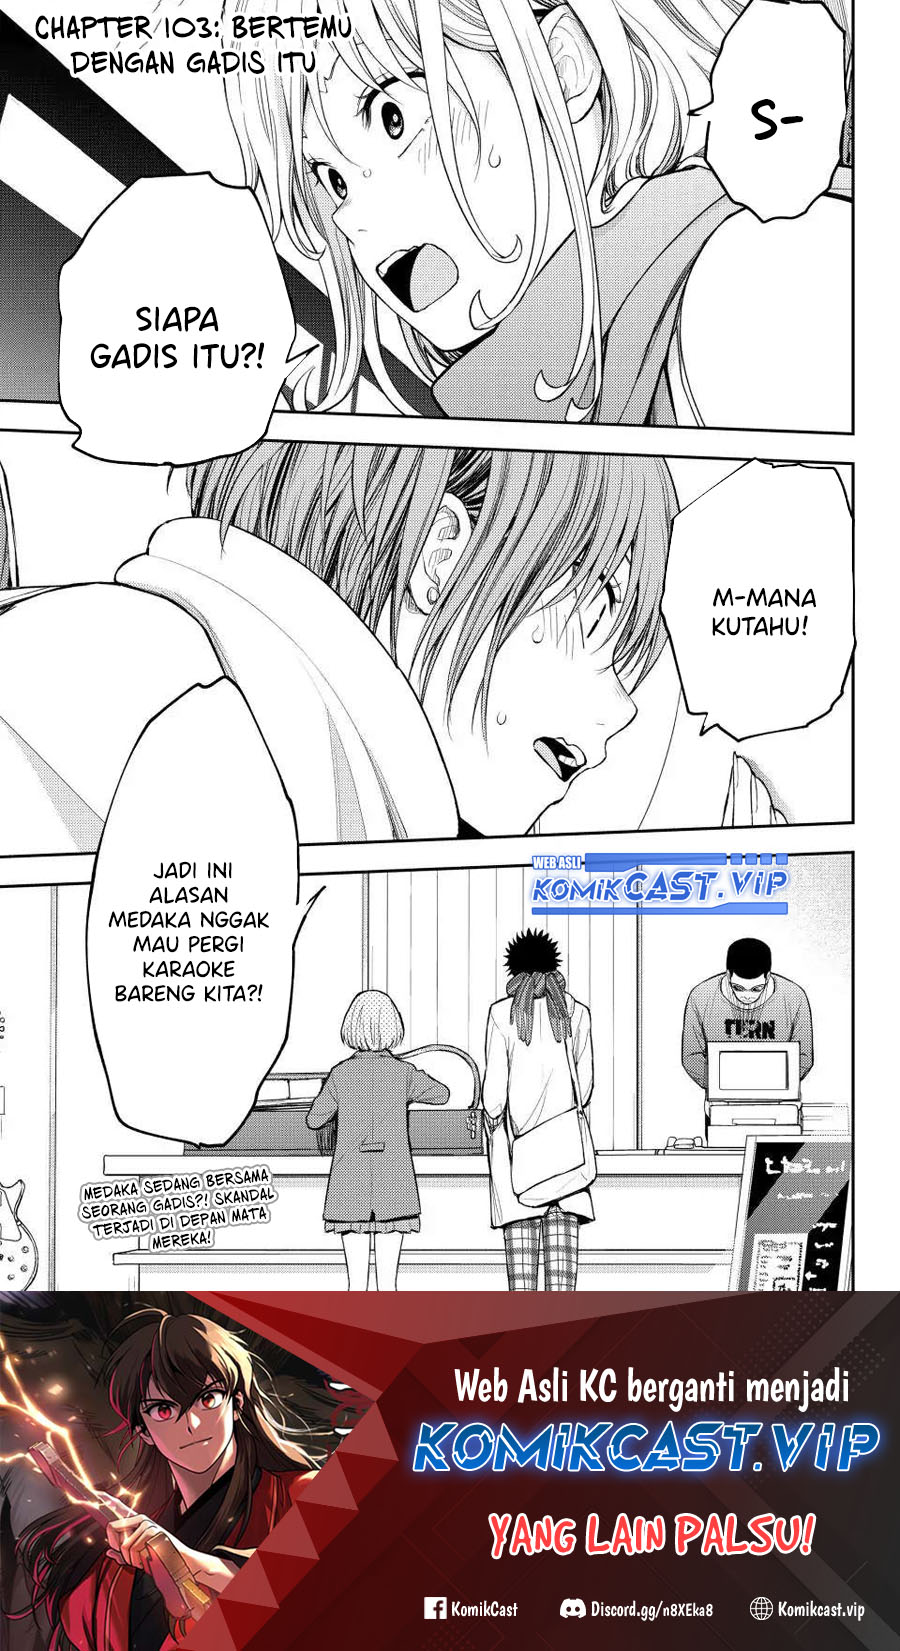 CHAPTER 103: BERTEMU
DENGAN GADIS ITU
S-
SIAPA
GADIS ITU?!
M-MANA
KUTAHU!
JADI INI
ALASAN
MEDAKA NGGAK
MAU PERGI
KARAOKE
BARENG KITA?!
WEB ASLI
KOMIKCAST.VIP
MEDAKA SEDANG BERSAMA
SEORANG GADIS?! SKANDAL
TERJADI DI DEPAN MATA
MEREKA!
Web Asli KC berganti menjadi
KOMIKCAST.VIP
YANG LAIN PALSU!
KomikCast
Discord.gg/n8XEka8
Komikcast.vip